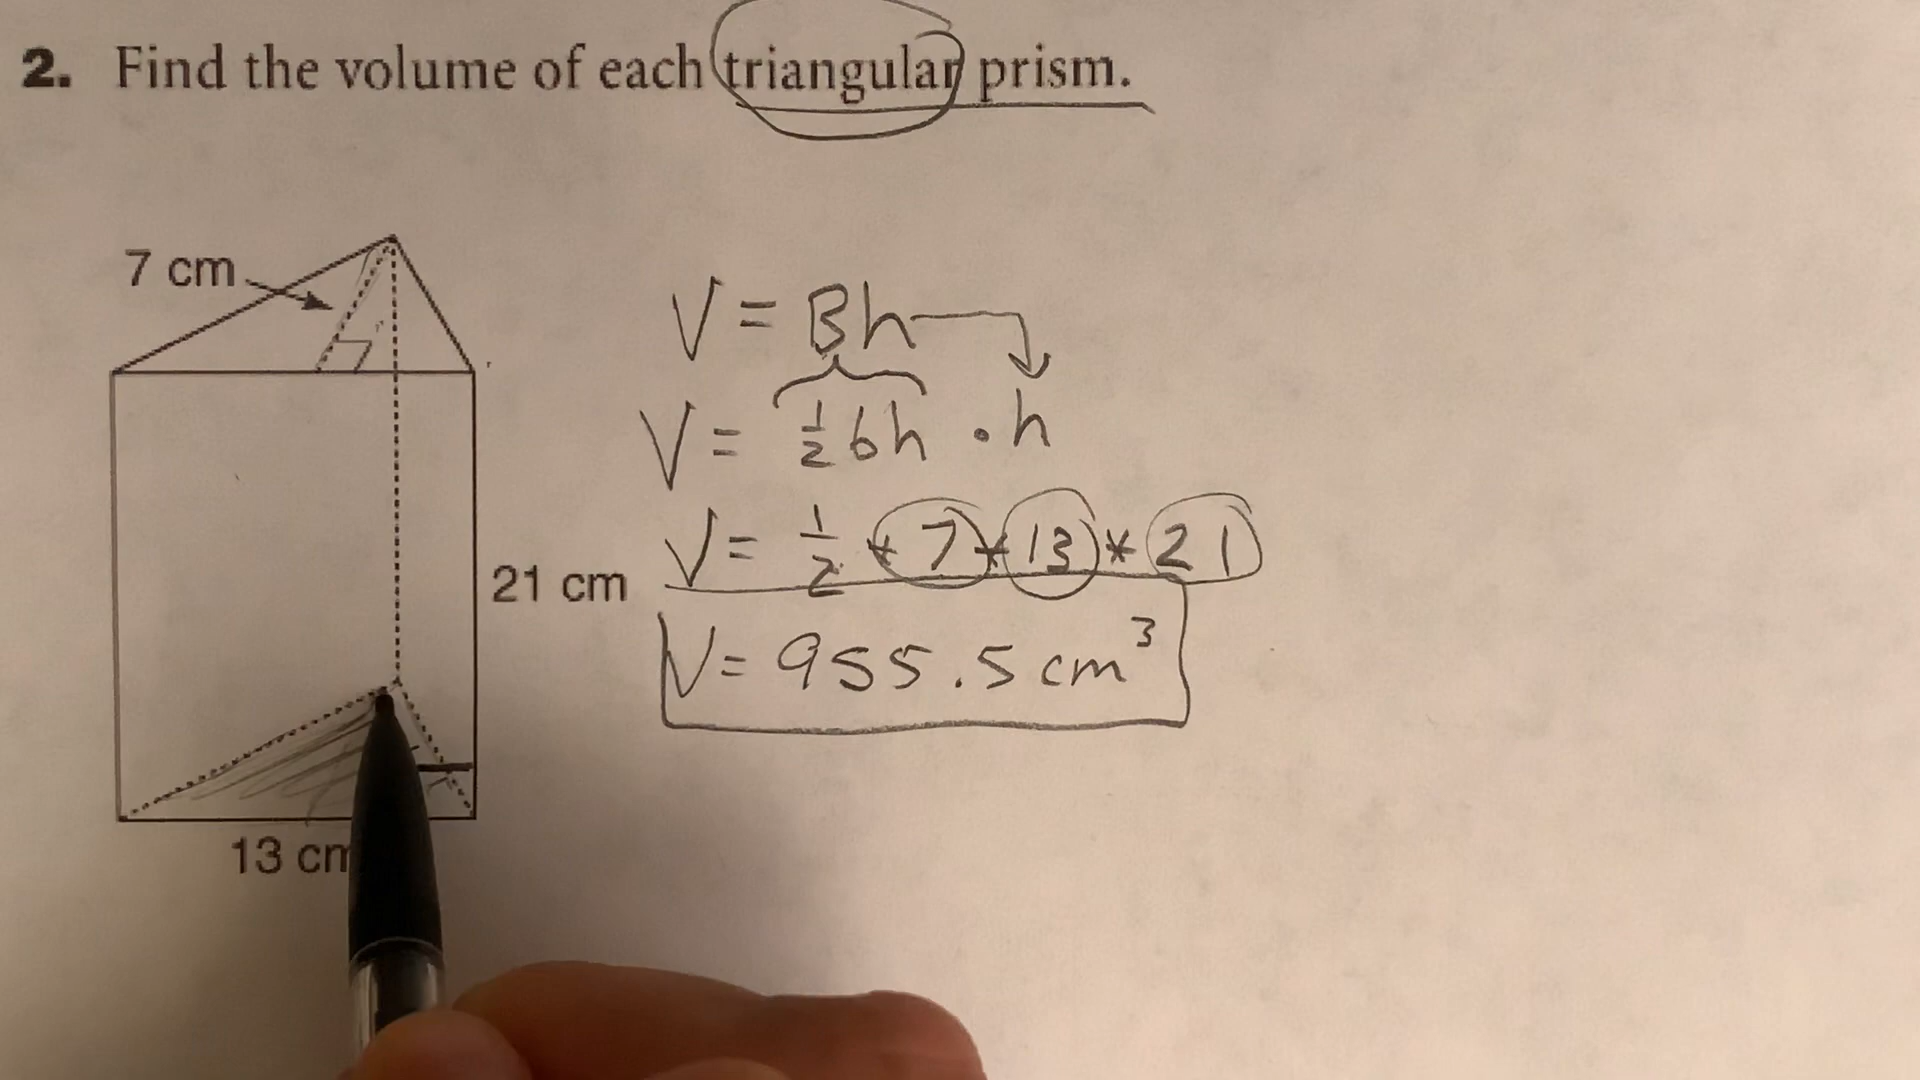 2. Find the volume of each triangular prism.
7 cm
V = Bh
V = ½bh • h
V = ½ * 7 * 13 * 21
21 cm
V = 955.5 cm³
13 cm